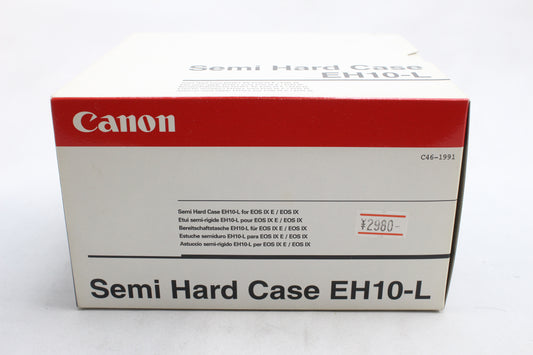 Semi Hard Case
EH10-L
Canon
C46-1991
Semi Hard Case EH10-L for EOS IX E / EOS IX
Etui semi-rigide EH10-L pour EOS IX E / EOS IX
Bereitschaftstasche EH10-L für EOS IX E / EOS IX
Estuche semiduro EH10-L para EOS IX E / EOS IX
Astuccio semi-rigido EH10-L per EOS IX E / EOS IX
¥2980-
Semi Hard Case EH10-L